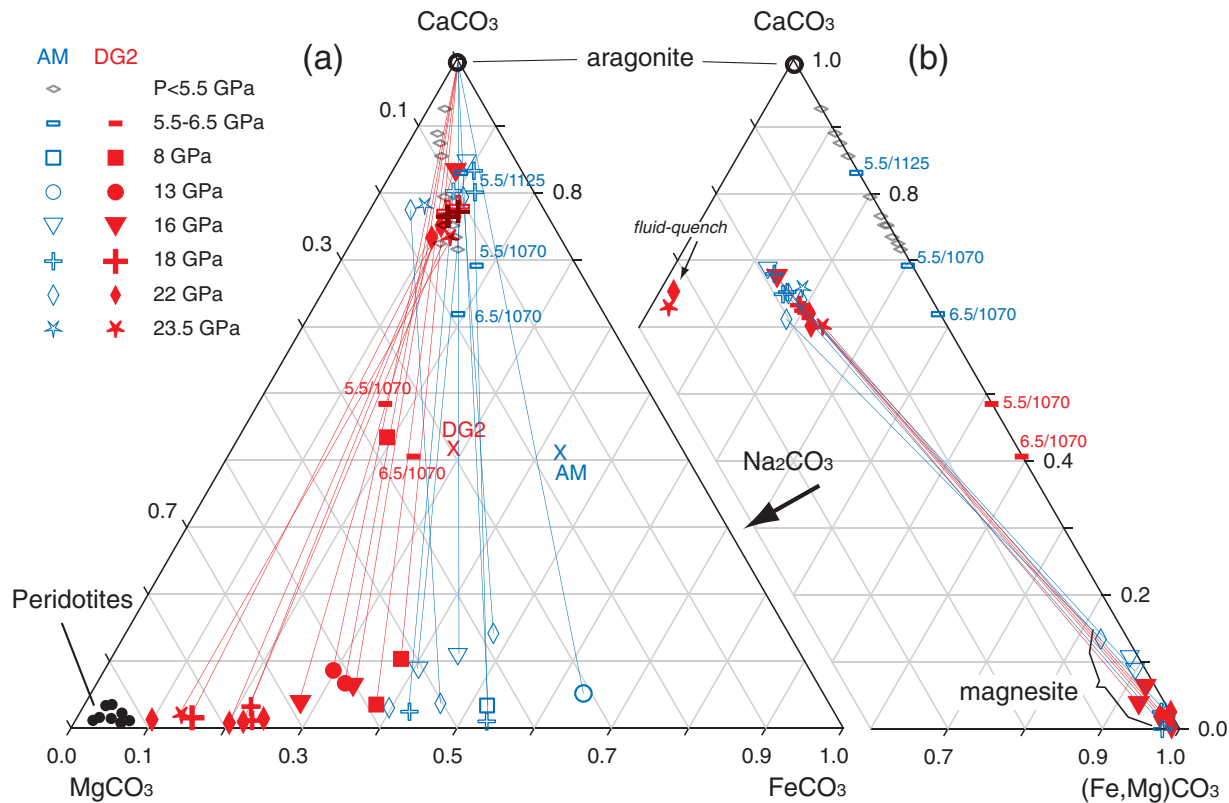 CaCO3
CaCO3
AM DG2
(a)
aragonite
1.0
(b)
P<5.5 GPa
5.5-6.5 GPa
8 GPa
13 GPa
16 GPa
18 GPa
22 GPa
23.5 GPa
0.1
5.5/1125
0.8
5.5/1125
0.8
0.3
5.5/1070
fluid-quench
5.5/1070
6.5/1070
6.5/1070
5.5/1070
DG2
X
X
AM
6.5/1070
5.5/1070
6.5/1070
0.4
Na2CO3
0.7
Peridotites
0.2
magnesite
0.0
0.0 0.1 0.3 0.5 0.7 0.9 1.0
0.7 0.9 1.0
MgCO3
FeCO3
(Fe,Mg)CO3